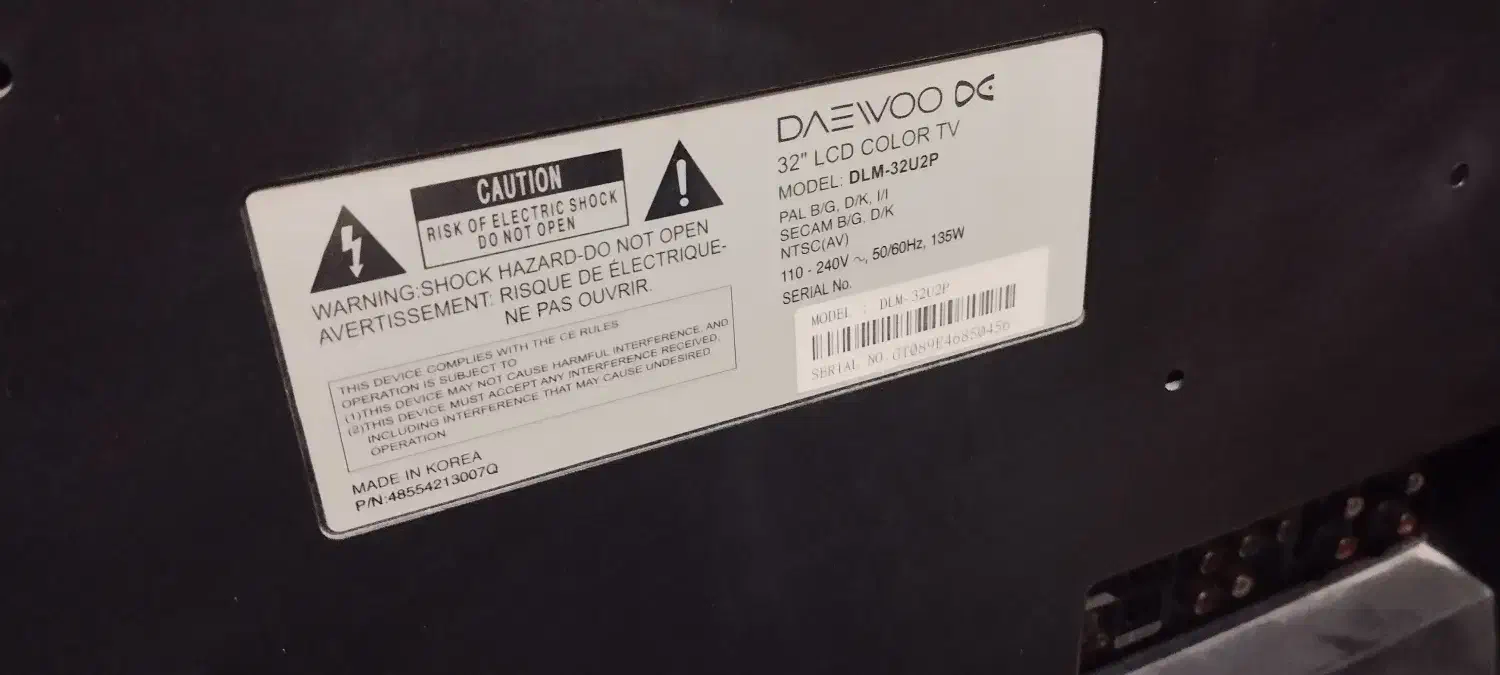 CAUTION
RISK OF ELECTRIC SHOCK
DO NOT OPEN
WARNING:SHOCK HAZARD-DO NOT OPEN
AVERTISSEMENT: RISQUE DE ÉLECTRIQUE-
NE PAS OUVRIR.
THIS DEVICE COMPLIES WITH THE CE RULES
OPERATION IS SUBJECT TO
(1)THIS DEVICE MAY NOT CAUSE HARMFUL INTERFERENCE, AND
(2)THIS DEVICE MUST ACCEPT ANY INTERFERENCE RECEIVED,
INCLUDING INTERFERENCE THAT MAY CAUSE UNDESIRED
OPERATION
MADE IN KOREA
P/N:48554213007Q
DAEWOO DE
32" LCD COLOR TV
MODEL: DLM-32U2P
PAL B/G, D/K, I/I
SECAM B/G, D/K
NTSC(AV)
110 - 240V ~, 50/60Hz, 135W
SERIAL No.
MODEL : DLM-32U2P
SERIAL NO. GT089E46850456